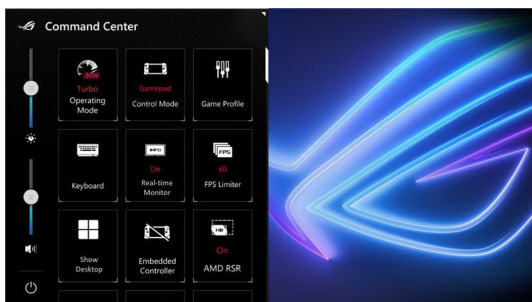 Command Center
30W
Turbo
Operating
Mode
Gamepad
Control Mode
Game Profile
Keyboard
INFO
On
Real-time
Monitor
FPS
60
FPS Limiter
Show
Desktop
Embedded
Controller
HD
On
AMD RSR